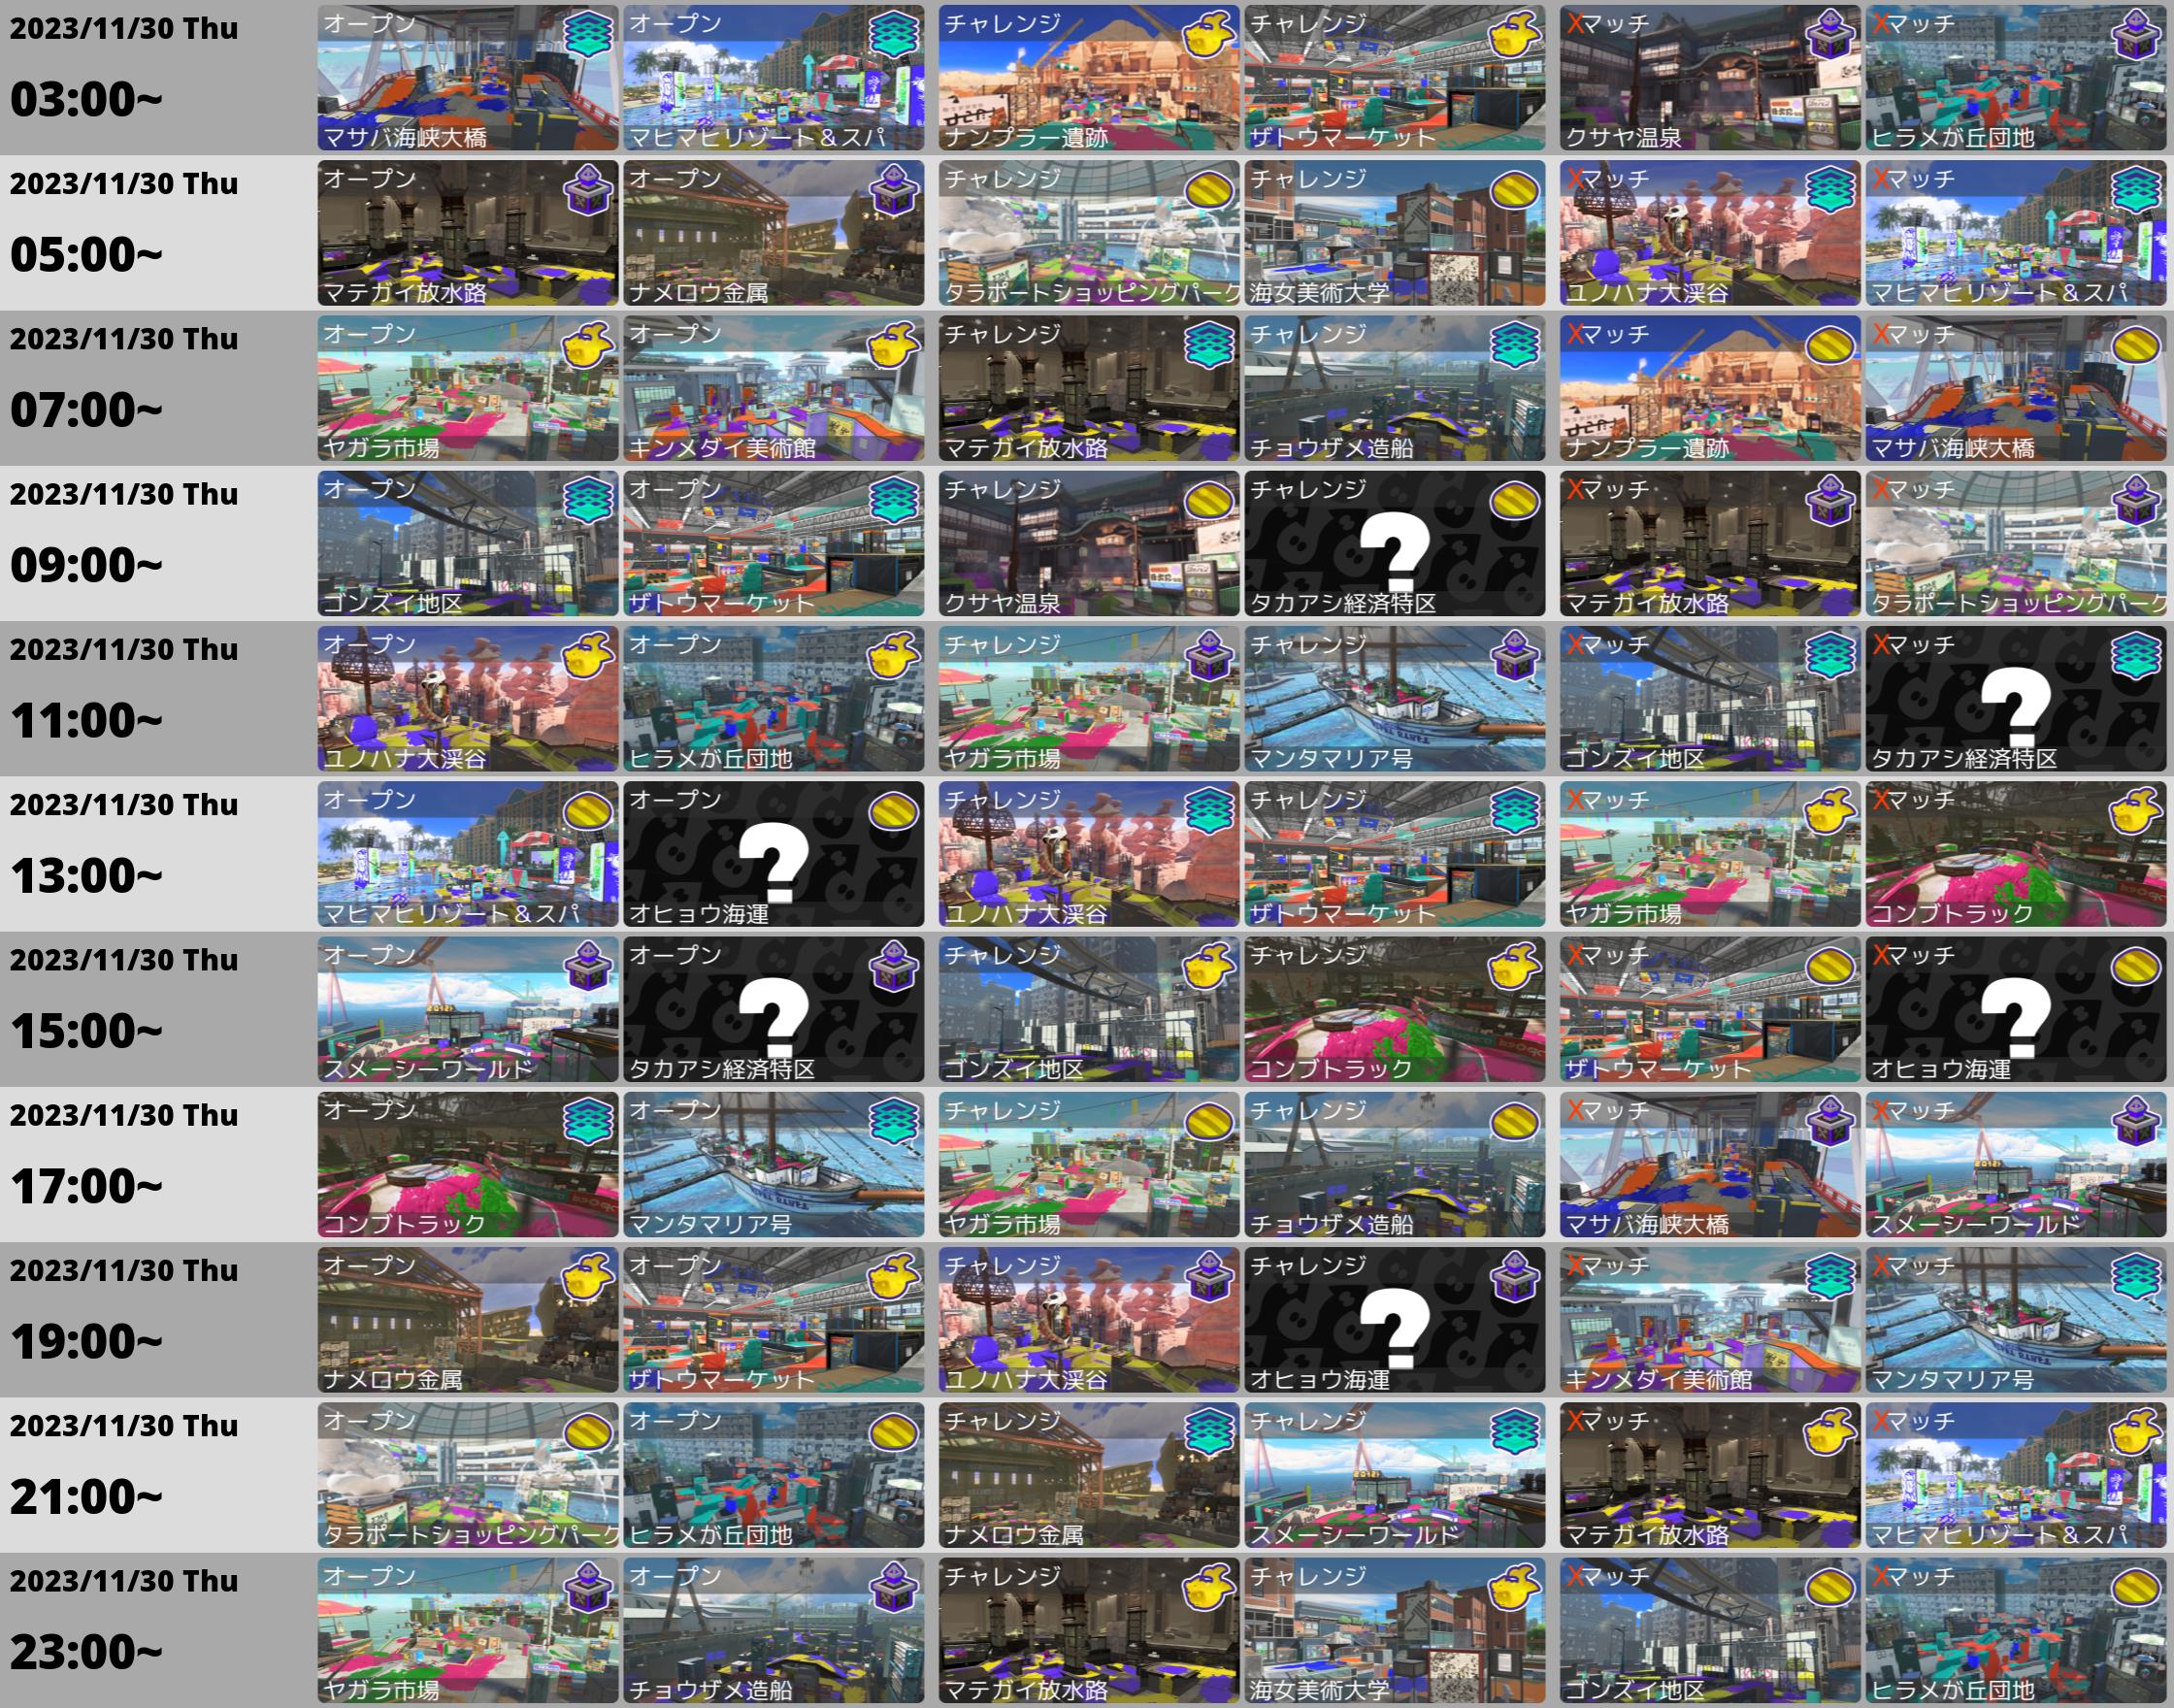 2023/11/30 Thu
03:00~
オープン
マサバ海峡大橋
オープン
マヒマヒリゾート＆スパ
チャレンジ
ナンプラー遺跡
チャレンジ
ザトウマーケット
Xマッチ
クサヤ温泉
Xマッチ
ヒラメが丘団地
2023/11/30 Thu
05:00~
オープン
マテガイ放水路
オープン
ナメロウ金属
チャレンジ
タラポートショッピングパーク
チャレンジ
海女美術大学
Xマッチ
ユノハナ大渓谷
Xマッチ
マヒマヒリゾート＆スパ
2023/11/30 Thu
07:00~
オープン
ヤガラ市場
オープン
キンメダイ美術館
チャレンジ
マテガイ放水路
チャレンジ
チョウザメ造船
Xマッチ
ナンプラー遺跡
Xマッチ
マサバ海峡大橋
2023/11/30 Thu
09:00~
オープン
ゴンズイ地区
オープン
ザトウマーケット
チャレンジ
クサヤ温泉
チャレンジ
タカアシ経済特区
Xマッチ
マテガイ放水路
Xマッチ
タラポートショッピングパーク
2023/11/30 Thu
11:00~
オープン
ユノハナ大渓谷
オープン
ヒラメが丘団地
チャレンジ
ヤガラ市場
チャレンジ
マンタマリア号
Xマッチ
ゴンズイ地区
Xマッチ
タカアシ経済特区
2023/11/30 Thu
13:00~
オープン
マヒマヒリゾート＆スパ
オープン
オヒョウ海運
チャレンジ
ユノハナ大渓谷
チャレンジ
ザトウマーケット
Xマッチ
ヤガラ市場
Xマッチ
コンブトラック
2023/11/30 Thu
15:00~
オープン
スメーシーワールド
オープン
タカアシ経済特区
チャレンジ
ゴンズイ地区
チャレンジ
コンブトラック
Xマッチ
ザトウマーケット
Xマッチ
オヒョウ海運
2023/11/30 Thu
17:00~
オープン
コンブトラック
オープン
マンタマリア号
チャレンジ
ヤガラ市場
チャレンジ
チョウザメ造船
Xマッチ
マサバ海峡大橋
Xマッチ
スメーシーワールド
2023/11/30 Thu
19:00~
オープン
ナメロウ金属
オープン
ザトウマーケット
チャレンジ
ユノハナ大渓谷
チャレンジ
オヒョウ海運
Xマッチ
キンメダイ美術館
Xマッチ
マンタマリア号
2023/11/30 Thu
21:00~
オープン
タラポートショッピングパーク
オープン
ヒラメが丘団地
チャレンジ
ナメロウ金属
チャレンジ
スメーシーワールド
Xマッチ
マテガイ放水路
Xマッチ
マヒマヒリゾート＆スパ
2023/11/30 Thu
23:00~
オープン
ヤガラ市場
オープン
チョウザメ造船
チャレンジ
マテガイ放水路
チャレンジ
海女美術大学
Xマッチ
ゴンズイ地区
Xマッチ
ヒラメが丘団地